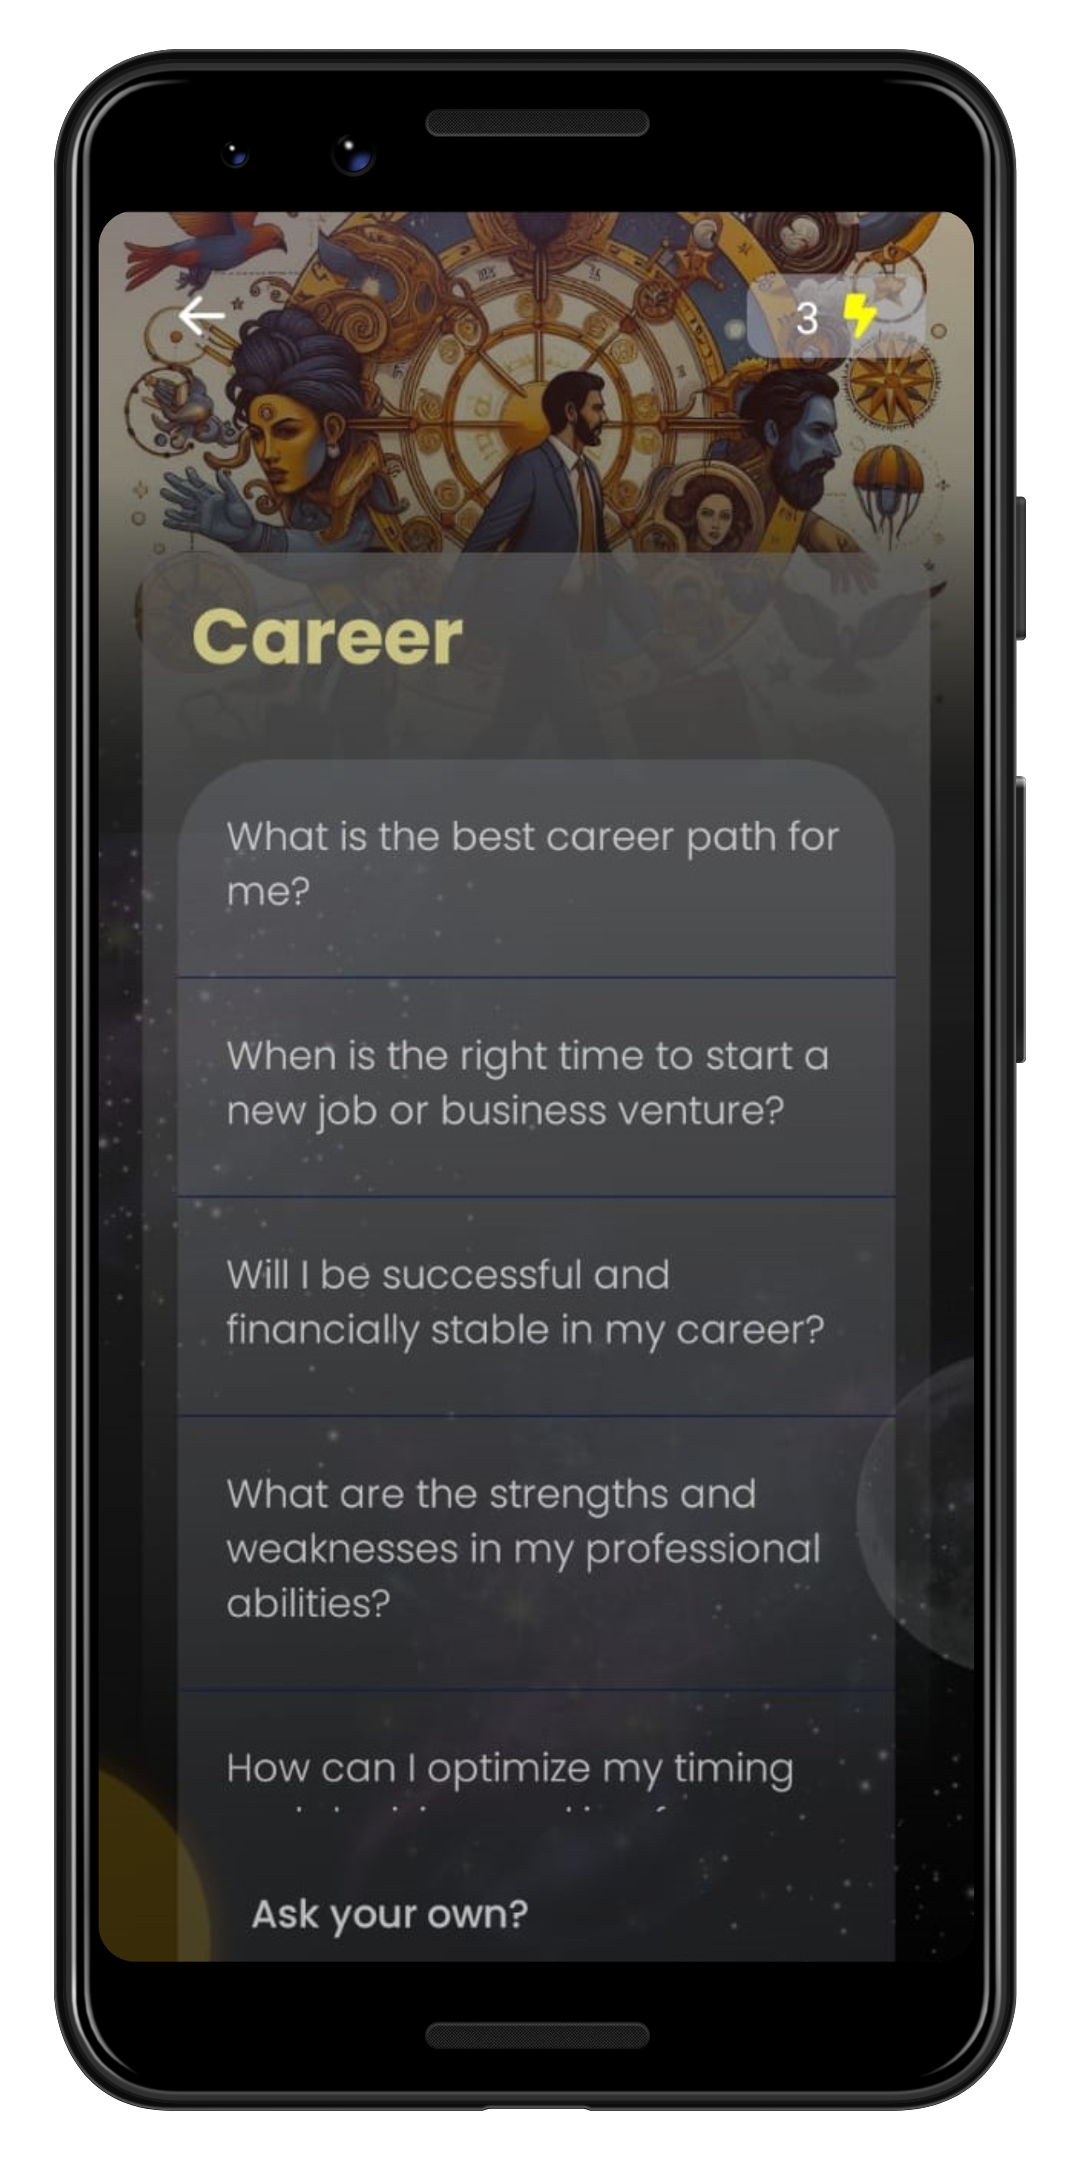 3
Career
What is the best career path for
me?
When is the right time to start a
new job or business venture?
Will I be successful and
financially stable in my career?
What are the strengths and
weaknesses in my professional
abilities?
How can I optimize my timing
Ask your own?